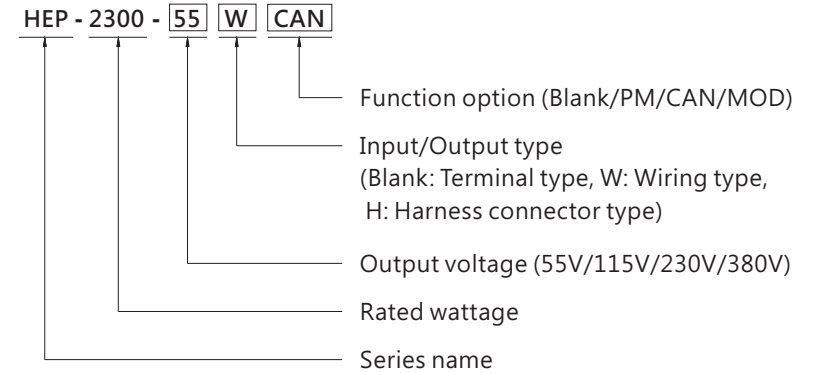 HEP - 2300 - 55 W CAN
Function option (Blank/PM/CAN/MOD)
Input/Output type
(Blank: Terminal type, W: Wiring type,
H: Harness connector type)
Output voltage (55V/115V/230V/380V)
Rated wattage
Series name